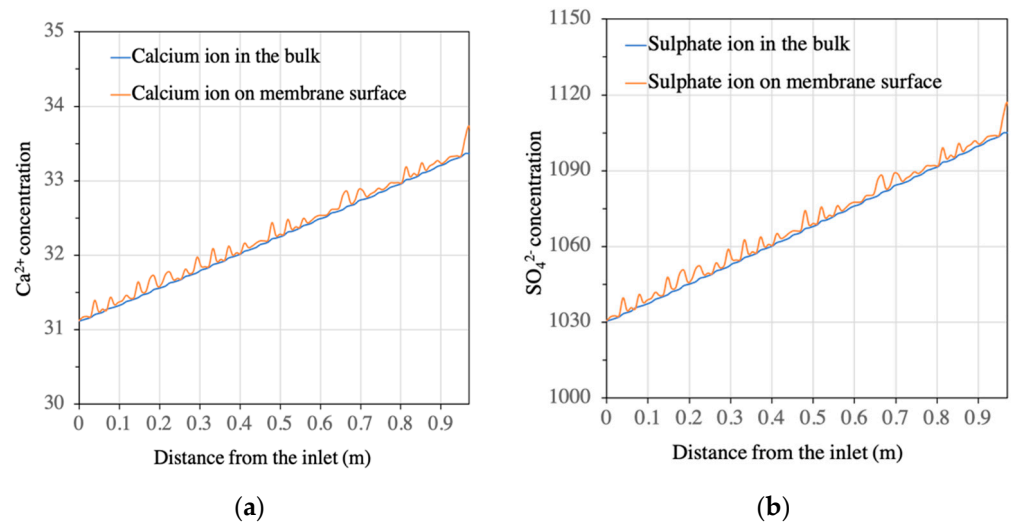 35
34
33
32
31
30
Ca²⁺ concentration
Calcium ion in the bulk
Calcium ion on membrane surface
0 0.1 0.2 0.3 0.4 0.5 0.6 0.7 0.8 0.9
Distance from the inlet (m)
(a)
1150
1120
1090
1060
1030
1000
SO₄²⁻ concentration
Sulphate ion in the bulk
Sulphate ion on membrane surface
0 0.1 0.2 0.3 0.4 0.5 0.6 0.7 0.8 0.9
Distance from the inlet (m)
(b)